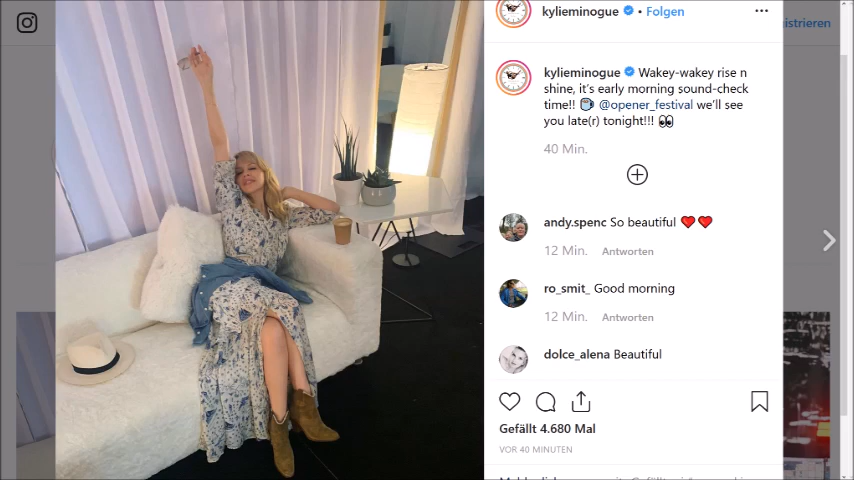 kylieminogue • Folgen
istrieren
kylieminogue Wakey-wakey rise n
shine, it's early morning sound-check
time!! @opener_festival we'll see
you late(r) tonight!!!
40 Min.
andy.spenc So beautiful
12 Min. Antworten
ro_smit_ Good morning
12 Min. Antworten
dolce_alena Beautiful
Gefällt 4.680 Mal
VOR 40 MINUTEN